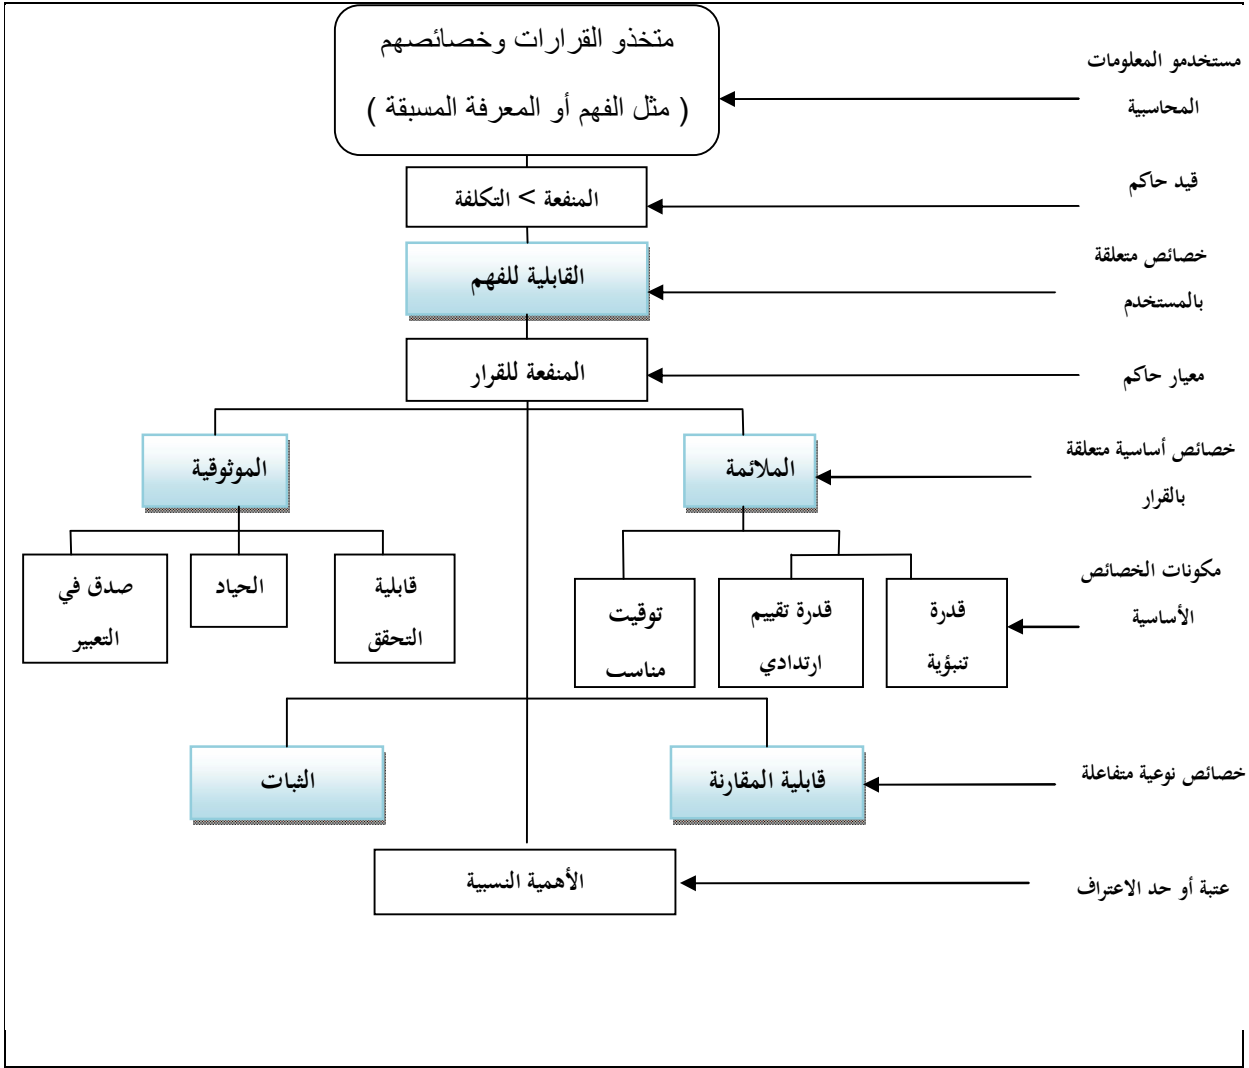 متخذو القرارات وخصائصهم
( مثل الفهم أو المعرفة المسبقة )
مستخدمو المعلومات
المحاسبية
المنفعة > التكلفة
قيد حاكم
القابلية للفهم
خصائص متعلقة
بالمستخدم
المنفعة للقرار
معيار حاكم
الملائمة
الموثوقية
خصائص أساسية متعلقة
بالقرار
قدرة
تنبؤية
قدرة تقييم
ارتدادي
توقيت
مناسب
قابلية
التحقق
الحياد
صدق في
التعبير
مكونات الخصائص
الأساسية
قابلية المقارنة
الثبات
خصائص نوعية متفاعلة
الأهمية النسبية
عتبة أو حد الاعتراف